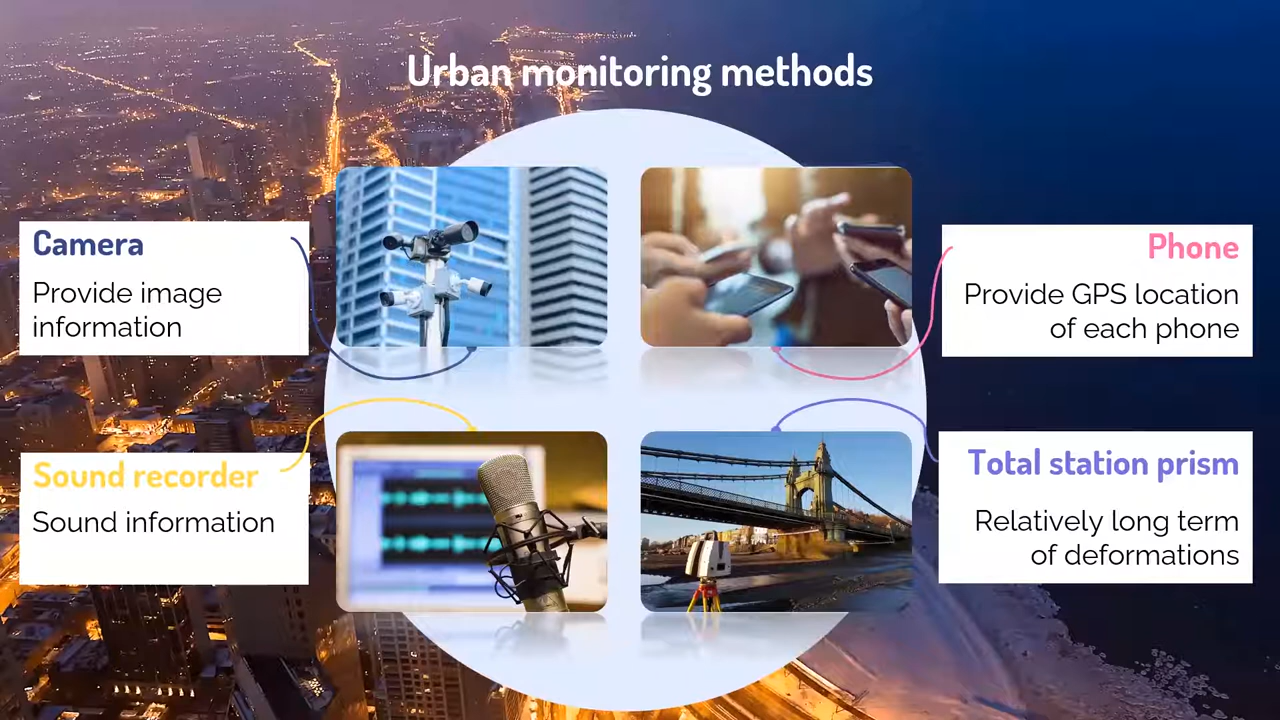 Urban monitoring methods
Camera
Provide image
information
Phone
Provide GPS location
of each phone
Sound recorder
Sound information
Total station prism
Relatively long term
of deformations